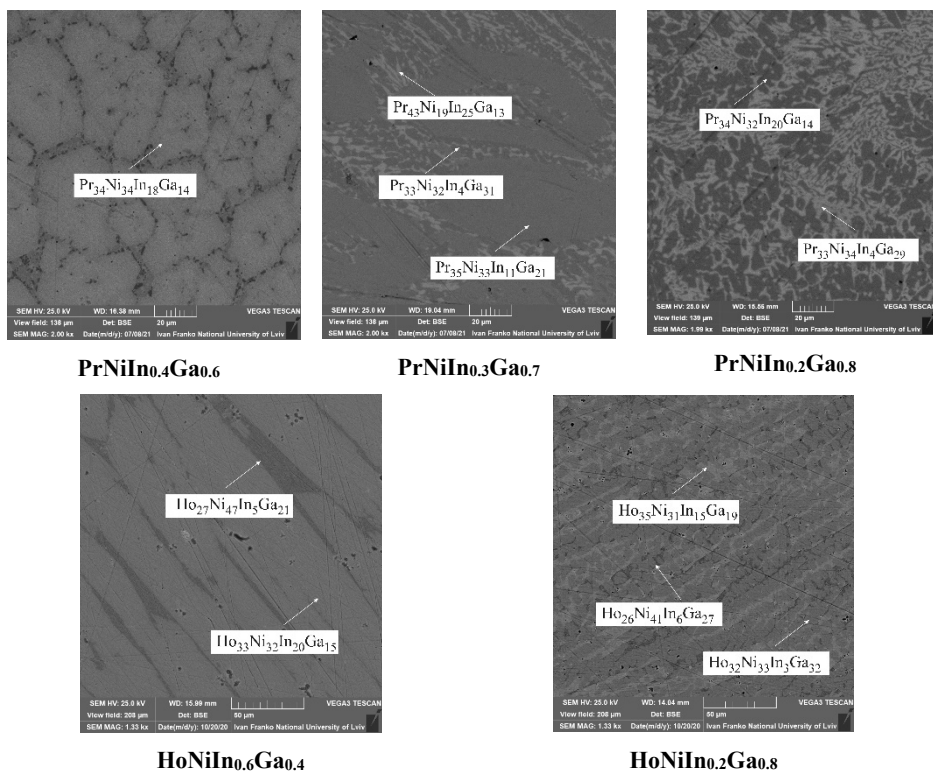 Pr34Ni34In18Ga14
SEM HV: 25.0 kV WD: 16.38 mm VEGA3 TESCAN
View field: 138 µm Det: BSE 20 µm
SEM MAG: 2.00 kx Date(m/d/y): 07/08/21 Ivan Franko National University of Lviv
PrNiIn0.4Ga0.6
Pr43Ni19In25Ga13
Pr33Ni32In4Ga31
Pr35Ni33In11Ga21
SEM HV: 25.0 kV WD: 19.04 mm VEGA3 TESCAN
View field: 138 µm Det: BSE 20 µm
SEM MAG: 2.00 kx Date(m/d/y): 07/08/21 Ivan Franko National University of Lviv
PrNiIn0.3Ga0.7
Pr34Ni32In20Ga14
Pr33Ni34In4Ga29
SEM HV: 25.0 kV WD: 15.55 mm VEGA3 TESCAN
View field: 139 µm Det: BSE 20 µm
SEM MAG: 1.99 kx Date(m/d/y): 07/08/21 Ivan Franko National University of Lviv
PrNiIn0.2Ga0.8
Ho27Ni47In5Ga21
Ho33Ni32In20Ga15
SEM HV: 25.0 kV WD: 15.99 mm VEGA3 TESCAN
View field: 208 µm Det: BSE 50 µm
SEM MAG: 1.33 kx Date(m/d/y): 10/20/20 Ivan Franko National University of Lviv
HoNiIn0.6Ga0.4
Ho35Ni31In15Ga19
Ho26Ni41In6Ga27
Ho32Ni33In3Ga32
SEM HV: 25.0 kV WD: 14.04 mm VEGA3 TESCAN
View field: 208 µm Det: BSE 50 µm
SEM MAG: 1.33 kx Date(m/d/y): 10/20/20 Ivan Franko National University of Lviv
HoNiIn0.2Ga0.8